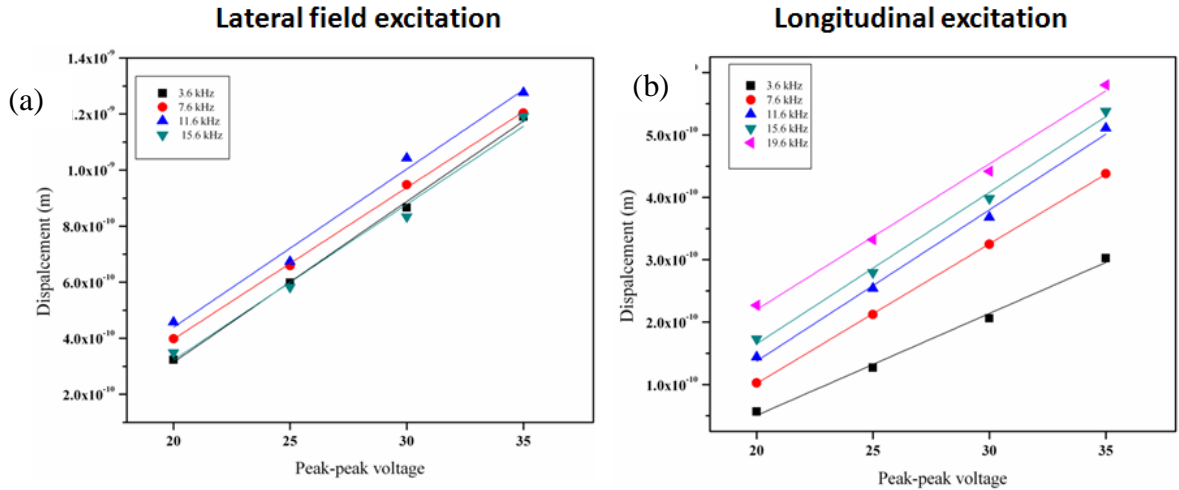 Lateral field excitation
Longitudinal excitation
(a)
Dispalcement (m)
1.4x10⁻⁹
.2x10⁻⁹
1.0x10⁻⁹
8.0x10⁻¹⁰
6.0x10⁻¹⁰
4.0x10⁻¹⁰
2.0x10⁻¹⁰
3.6 kHz
7.6 kHz
11.6 kHz
15.6 kHz
20 25 30 35
Peak-peak voltage
(b)
Dispalcement (m)
5.0x10⁻¹⁰
4.0x10⁻¹⁰
3.0x10⁻¹⁰
2.0x10⁻¹⁰
1.0x10⁻¹⁰
3.6 kHz
7.6 kHz
11.6 kHz
15.6 kHz
19.6 kHz
20 25 30 35
Peak-peak voltage